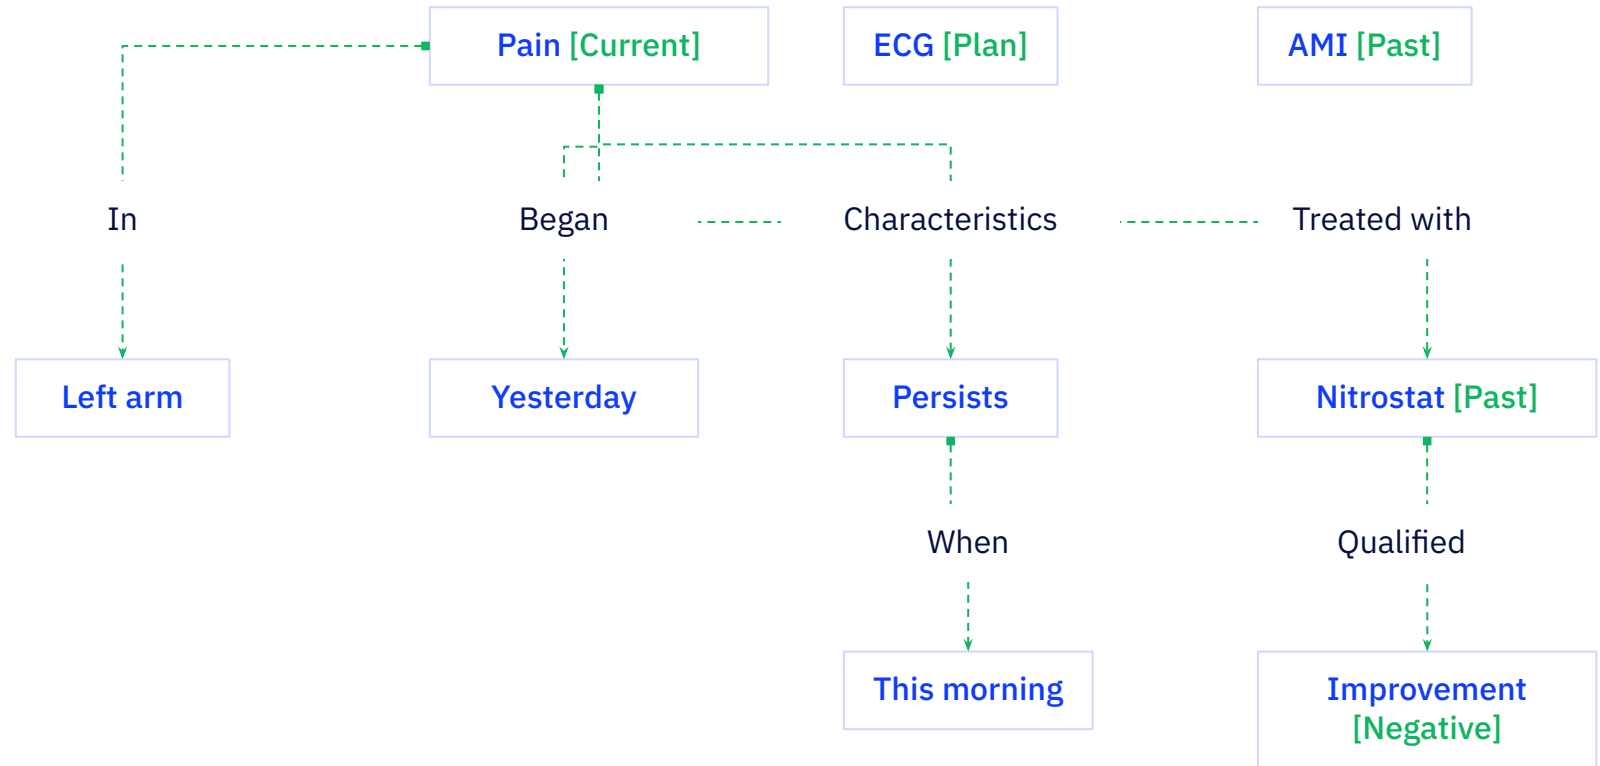 Pain [Current]
ECG [Plan]
AMI [Past]
In
Began
Characteristics
Treated with
Left arm
Yesterday
Persists
Nitrostat [Past]
When
Qualified
This morning
Improvement
[Negative]